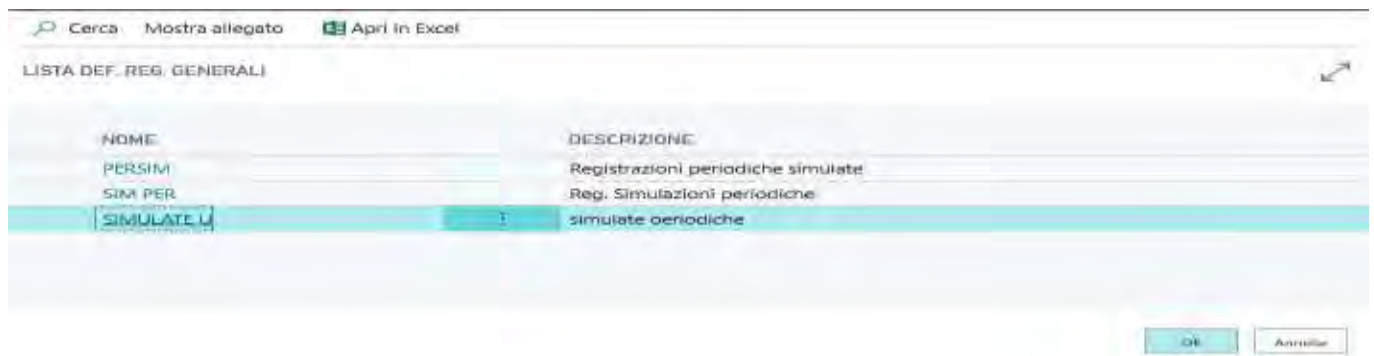 Cerca Mostra allegato Apri in Excel
LISTA DEF. REG. GENERALI
NOME DESCRIZIONE
PERSIM Registrazioni periodiche simulate
SIM PER Reg. Simulazioni periodiche
SIMULATE U simulate periodiche
OK Annulla